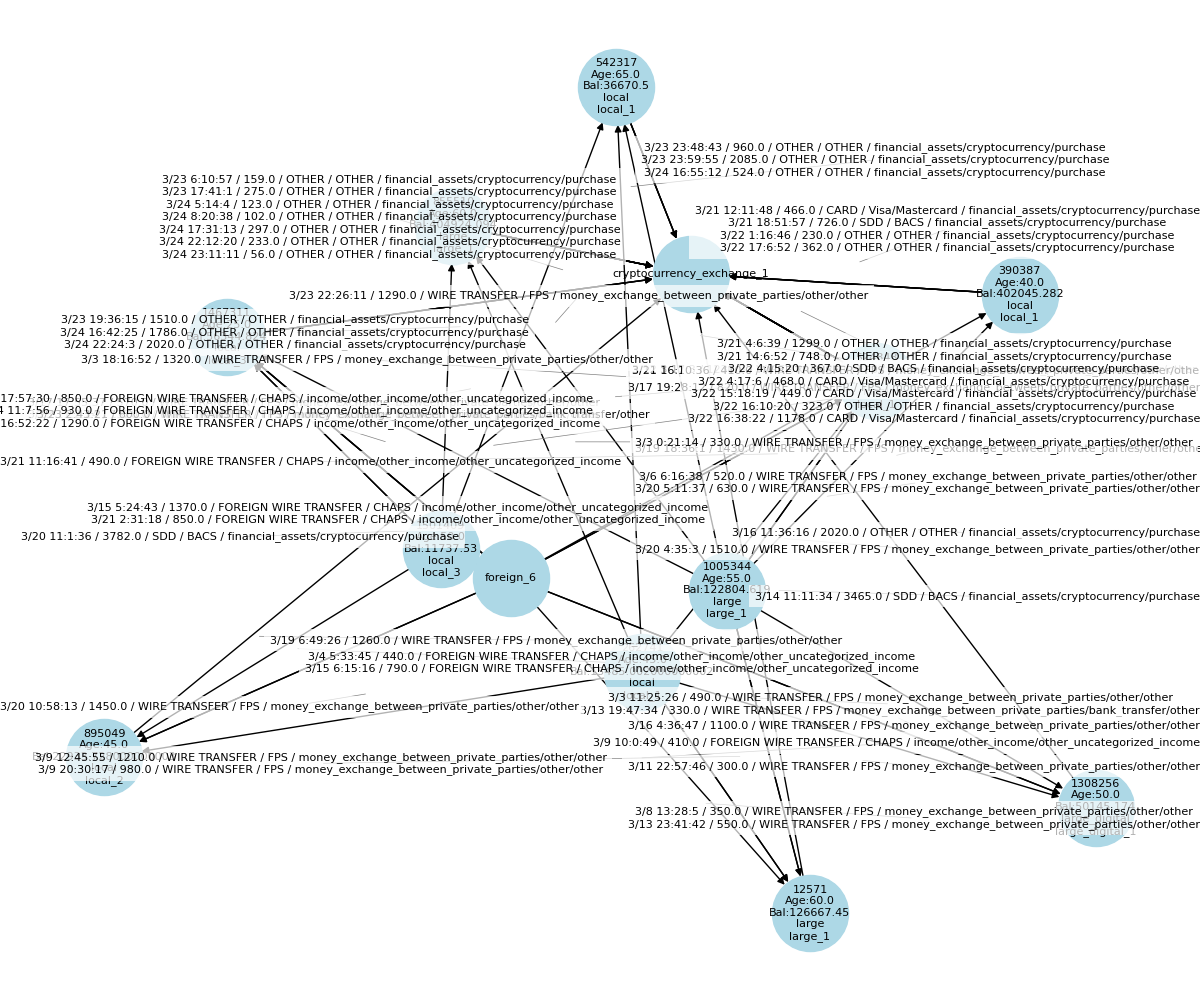 542317
Age:65.0
Bal:36670.5
local
local_1
3/23 23:48:43 / 960.0 / OTHER / OTHER / financial_assets/cryptocurrency/purchase
3/23 23:59:55 / 2085.0 / OTHER / OTHER / financial_assets/cryptocurrency/purchase
3/24 16:55:12 / 524.0 / OTHER / OTHER / financial_assets/cryptocurrency/purchase
3/23 6:10:57 / 159.0 / OTHER / OTHER / financial_assets/cryptocurrency/purchase
3/23 17:41:1 / 275.0 / OTHER / OTHER / financial_assets/cryptocurrency/purchase
3/24 5:14:4 / 123.0 / OTHER / OTHER / financial_assets/cryptocurrency/purchase
3/24 8:20:38 / 102.0 / OTHER / OTHER / financial_assets/cryptocurrency/purchase
3/24 17:31:13 / 297.0 / OTHER / OTHER / financial_assets/cryptocurrency/purchase
3/24 22:12:20 / 233.0 / OTHER / OTHER / financial_assets/cryptocurrency/purchase
3/24 23:11:11 / 56.0 / OTHER / OTHER / financial_assets/cryptocurrency/purchase
3/21 12:11:48 / 466.0 / CARD / Visa/Mastercard / financial_assets/cryptocurrency/purchase
3/21 18:51:57 / 726.0 / SDD / BACS / financial_assets/cryptocurrency/purchase
3/22 1:16:46 / 230.0 / OTHER / OTHER / financial_assets/cryptocurrency/purchase
3/22 17:6:52 / 362.0 / OTHER / OTHER / financial_assets/cryptocurrency/purchase
cryptocurrency_exchange_1
390387
Age:40.0
Bal:402045.282
local
local_1
3/23 22:26:11 / 1290.0 / WIRE TRANSFER / FPS / money_exchange_between_private_parties/other/other
3/23 19:36:15 / 1510.0 / OTHER / OTHER / financial_assets/cryptocurrency/purchase
3/24 16:42:25 / 1786.0 / OTHER / OTHER / financial_assets/cryptocurrency/purchase
3/24 22:24:3 / 2020.0 / OTHER / OTHER / financial_assets/cryptocurrency/purchase
3/3 18:16:52 / 1320.0 / WIRE TRANSFER / FPS / money_exchange_between_private_parties/other/other
3/21 4:6:39 / 1299.0 / OTHER / OTHER / financial_assets/cryptocurrency/purchase
3/21 14:6:52 / 748.0 / OTHER / OTHER / financial_assets/cryptocurrency/purchase
3/22 4:15:20 / 367.0 / SDD / BACS / financial_assets/cryptocurrency/purchase
3/22 4:17:6 / 468.0 / CARD / Visa/Mastercard / financial_assets/cryptocurrency/purchase
3/22 15:18:19 / 449.0 / CARD / Visa/Mastercard / financial_assets/cryptocurrency/purchase
3/22 16:10:20 / 323.0 / OTHER / OTHER / financial_assets/cryptocurrency/purchase
3/22 16:38:22 / 1178.0 / CARD / Visa/Mastercard / financial_assets/cryptocurrency/purchase
17:57:30 / 850.0 / FOREIGN WIRE TRANSFER / CHAPS / income/other_income/other_uncategorized_income
11:7:56 / 930.0 / FOREIGN WIRE TRANSFER / CHAPS / income/other_income/other_uncategorized_income
16:52:22 / 1290.0 / FOREIGN WIRE TRANSFER / CHAPS / income/other_income/other_uncategorized_income
3/3 0:21:14 / 330.0 / WIRE TRANSFER / FPS / money_exchange_between_private_parties/other/other
3/21 11:16:41 / 490.0 / FOREIGN WIRE TRANSFER / CHAPS / income/other_income/other_uncategorized_income
3/6 6:16:38 / 520.0 / WIRE TRANSFER / FPS / money_exchange_between_private_parties/other/other
3/20 5:11:37 / 630.0 / WIRE TRANSFER / FPS / money_exchange_between_private_parties/other/other
3/15 5:24:43 / 1370.0 / FOREIGN WIRE TRANSFER / CHAPS / income/other_income/other_uncategorized_income
3/21 2:31:18 / 850.0 / FOREIGN WIRE TRANSFER / CHAPS / income/other_income/other_uncategorized_income
3/20 11:1:36 / 3782.0 / SDD / BACS / financial_assets/cryptocurrency/purchase
3/16 11:36:16 / 2020.0 / OTHER / OTHER / financial_assets/cryptocurrency/purchase
3/20 4:35:3 / 1510.0 / WIRE TRANSFER / FPS / money_exchange_between_private_parties/other/other
Bal:11737.53
local
local_3
foreign_6
1005344
Age:55.0
large
large_1
3/14 11:11:34 / 3465.0 / SDD / BACS / financial_assets/cryptocurrency/purchase
3/19 6:49:26 / 1260.0 / WIRE TRANSFER / FPS / money_exchange_between_private_parties/other/other
3/4 5:33:45 / 440.0 / FOREIGN WIRE TRANSFER / CHAPS / income/other_income/other_uncategorized_income
3/15 6:15:16 / 790.0 / FOREIGN WIRE TRANSFER / CHAPS / income/other_income/other_uncategorized_income
local
3/3 11:25:26 / 490.0 / WIRE TRANSFER / FPS / money_exchange_between_private_parties/other/other
3/20 10:58:13 / 1450.0 / WIRE TRANSFER / FPS / money_exchange_between_private_parties/other/other
3/13 19:47:34 / 330.0 / WIRE TRANSFER / FPS / money_exchange_between_private_parties/bank_transfer/other
3/16 4:36:47 / 1100.0 / WIRE TRANSFER / FPS / money_exchange_between_private_parties/other/other
895049
Age:45.0
3/9 10:0:49 / 410.0 / FOREIGN WIRE TRANSFER / CHAPS / income/other_income/other_uncategorized_income
3/9 12:45:55 / 1210.0 / WIRE TRANSFER / FPS / money_exchange_between_private_parties/other/other
3/9 20:30:17 / 980.0 / WIRE TRANSFER / FPS / money_exchange_between_private_parties/other/other
local_2
3/11 22:57:46 / 300.0 / WIRE TRANSFER / FPS / money_exchange_between_private_parties/other/other
1308256
Age:50.0
Bal:50145.174
3/8 13:28:5 / 350.0 / WIRE TRANSFER / FPS / money_exchange_between_private_parties/other/other
3/13 23:41:42 / 550.0 / WIRE TRANSFER / FPS / money_exchange_between_private_parties/other/other
large_digital_1
12571
Age:60.0
Bal:126667.45
large
large_1